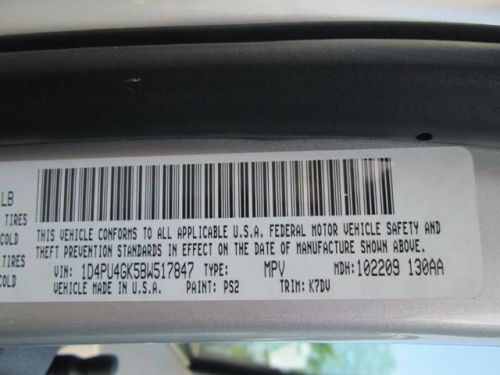 LB
TIRES
COLD
TIRES
COLD
THIS VEHICLE CONFORMS TO ALL APPLICABLE U.S.A. FEDERAL MOTOR VEHICLE SAFETY AND
THEFT PREVENTION STANDARDS IN EFFECT ON THE DATE OF MANUFACTURE SHOWN ABOVE.
VIN: 1D4PU4GK5BW517847 TYPE: MPV MDH: 102209 130AA
VEHICLE MADE IN U.S.A. PAINT: PS2 TRIM: K7DV